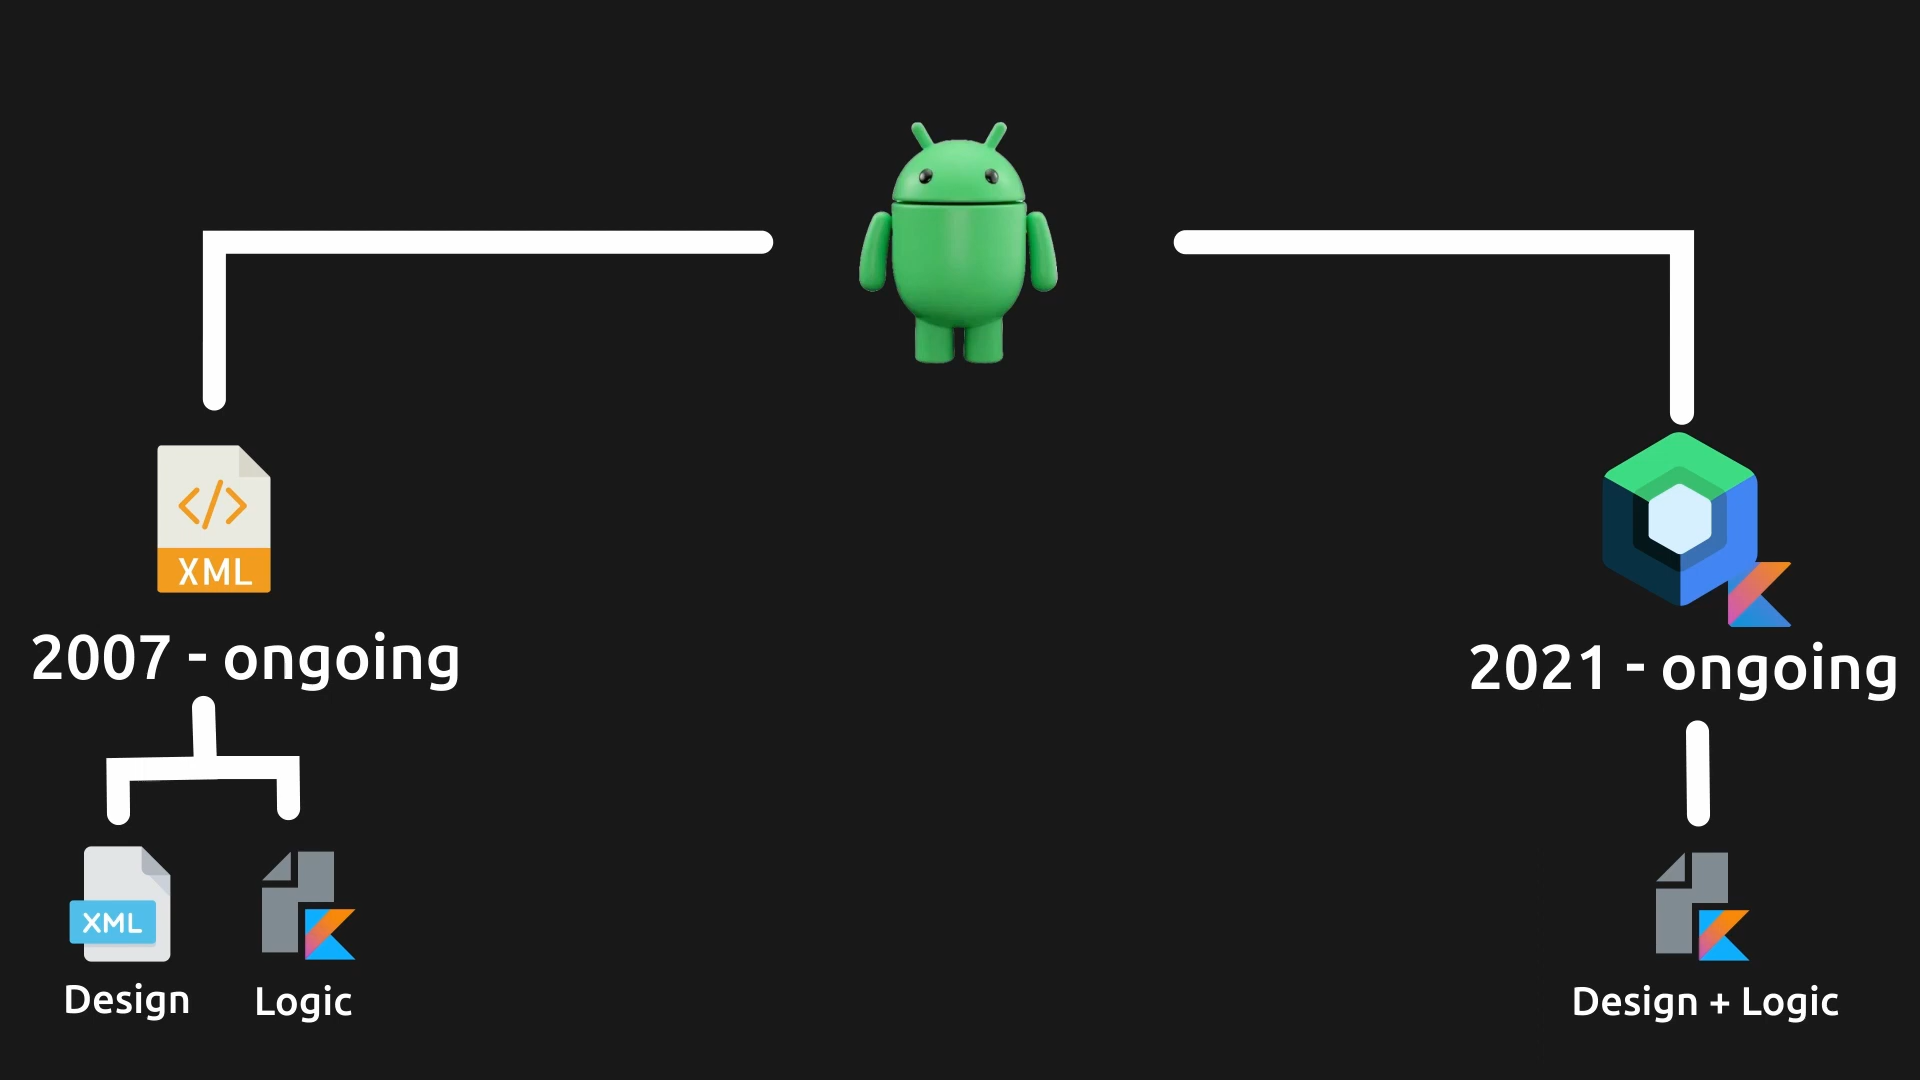 XML
2007 - ongoing
2021 - ongoing
XML
Design
Logic
Design + Logic